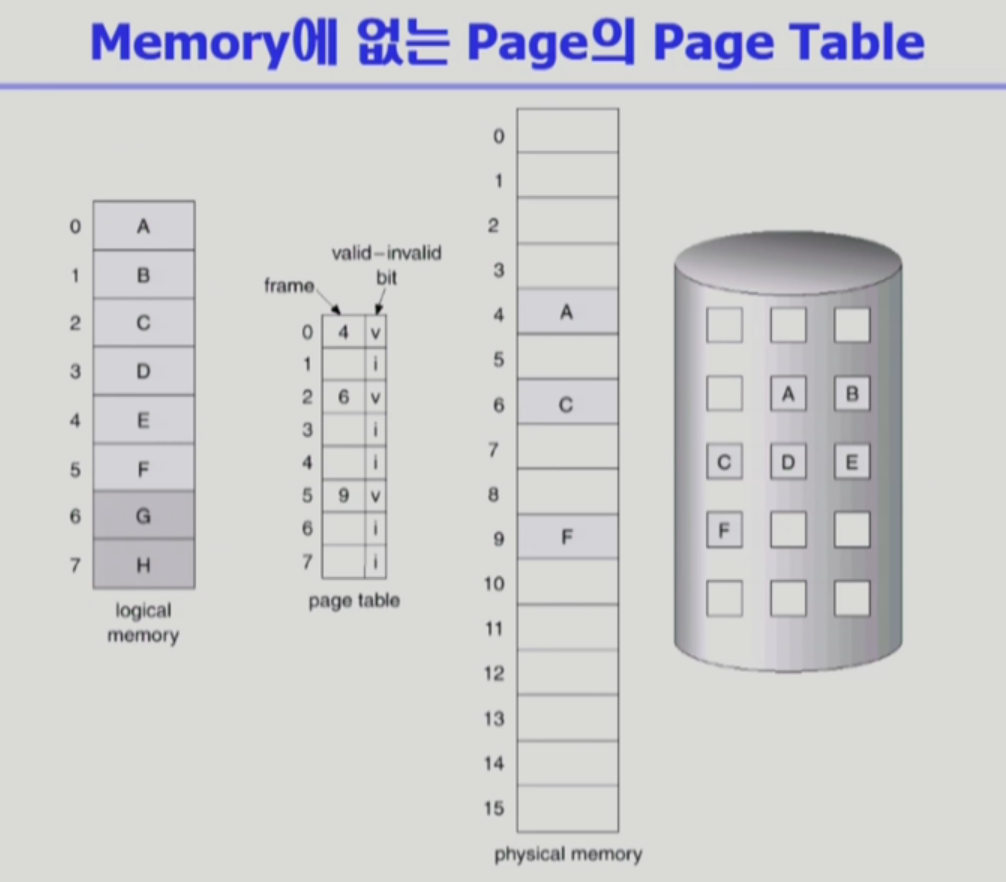 Memory에 없는 Page의 Page Table
0 A
1 B
2 C
3 D
4 E
5 F
6 G
7 H
logical
memory
valid-invalid
bit
frame
0 4 v
1 i
2 6 v
3 i
4 i
5 9 v
6 i
7 i
page table
0
1
2
3
4 A
5
6 C
7
8
9 F
10
11
12
13
14
15
physical memory
A B
C D E
F